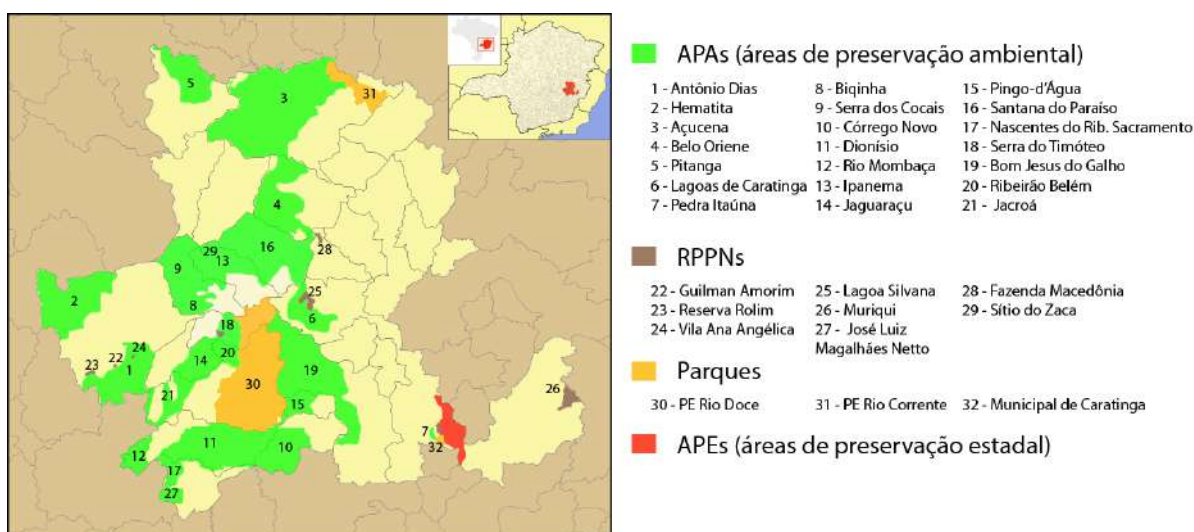 5
3
31
4
29
16
28
9
13
25
2
8
6
18
24
22
23
1
14
20
19
26
30
21
15
7
11
10
32
12
17
27
APAs (áreas de preservação ambiental)
1 - Antônio Dias
2 - Hematita
3 - Açucena
4 - Belo Oriene
5 - Pitanga
6 - Lagoas de Caratinga
7 - Pedra Itaúna
8 - Biqinha
9 - Serra dos Cocais
10 - Córrego Novo
11 - Dionísio
12 - Rio Mombaça
13 - Ipanema
14 - Jaguaraçu
15 - Pingo-d'Água
16 - Santana do Paraíso
17 - Nascentes do Rib. Sacramento
18 - Serra do Timóteo
19 - Bom Jesus do Galho
20 - Ribeirão Belém
21 - Jacroá
RPPNs
22 - Guilman Amorim
23 - Reserva Rolim
24 - Vila Ana Angélica
25 - Lagoa Silvana
26 - Muriqui
27 - José Luiz
Magalhães Netto
28 - Fazenda Macedônia
29 - Sítio do Zaca
Parques
30 - PE Rio Doce
31 - PE Rio Corrente
32 - Municipal de Caratinga
APEs (áreas de preservação estadal)